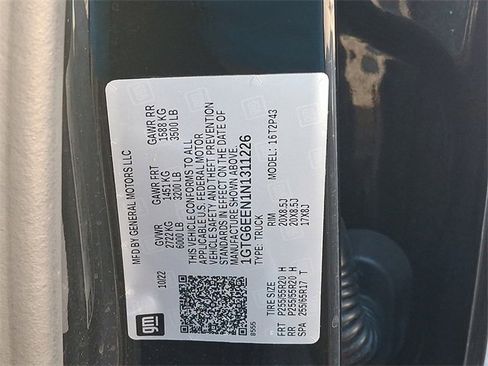 MFD BY GENERAL MOTORS LLC
10/22
GVWR GAWR FRT GAWR RR
2722 KG 1451 KG 1588 KG
6000 LB 3200 LB 3500 LB
THIS VEHICLE CONFORMS TO ALL
APPLICABLE U.S. FEDERAL MOTOR
VEHICLE SAFETY AND THEFT PREVENTION
STANDARDS IN EFFECT ON THE DATE OF
MANUFACTURE SHOWN ABOVE.
1GTG6EEN1N1311226
TYPE: TRUCK MODEL: 16T2P43
gm
TIRE SIZE RIM
FRT P255/55R20 H 20X8.5J
RR P255/55R20 H 20X8.5J
SPA 255/65R17 T 17X8J